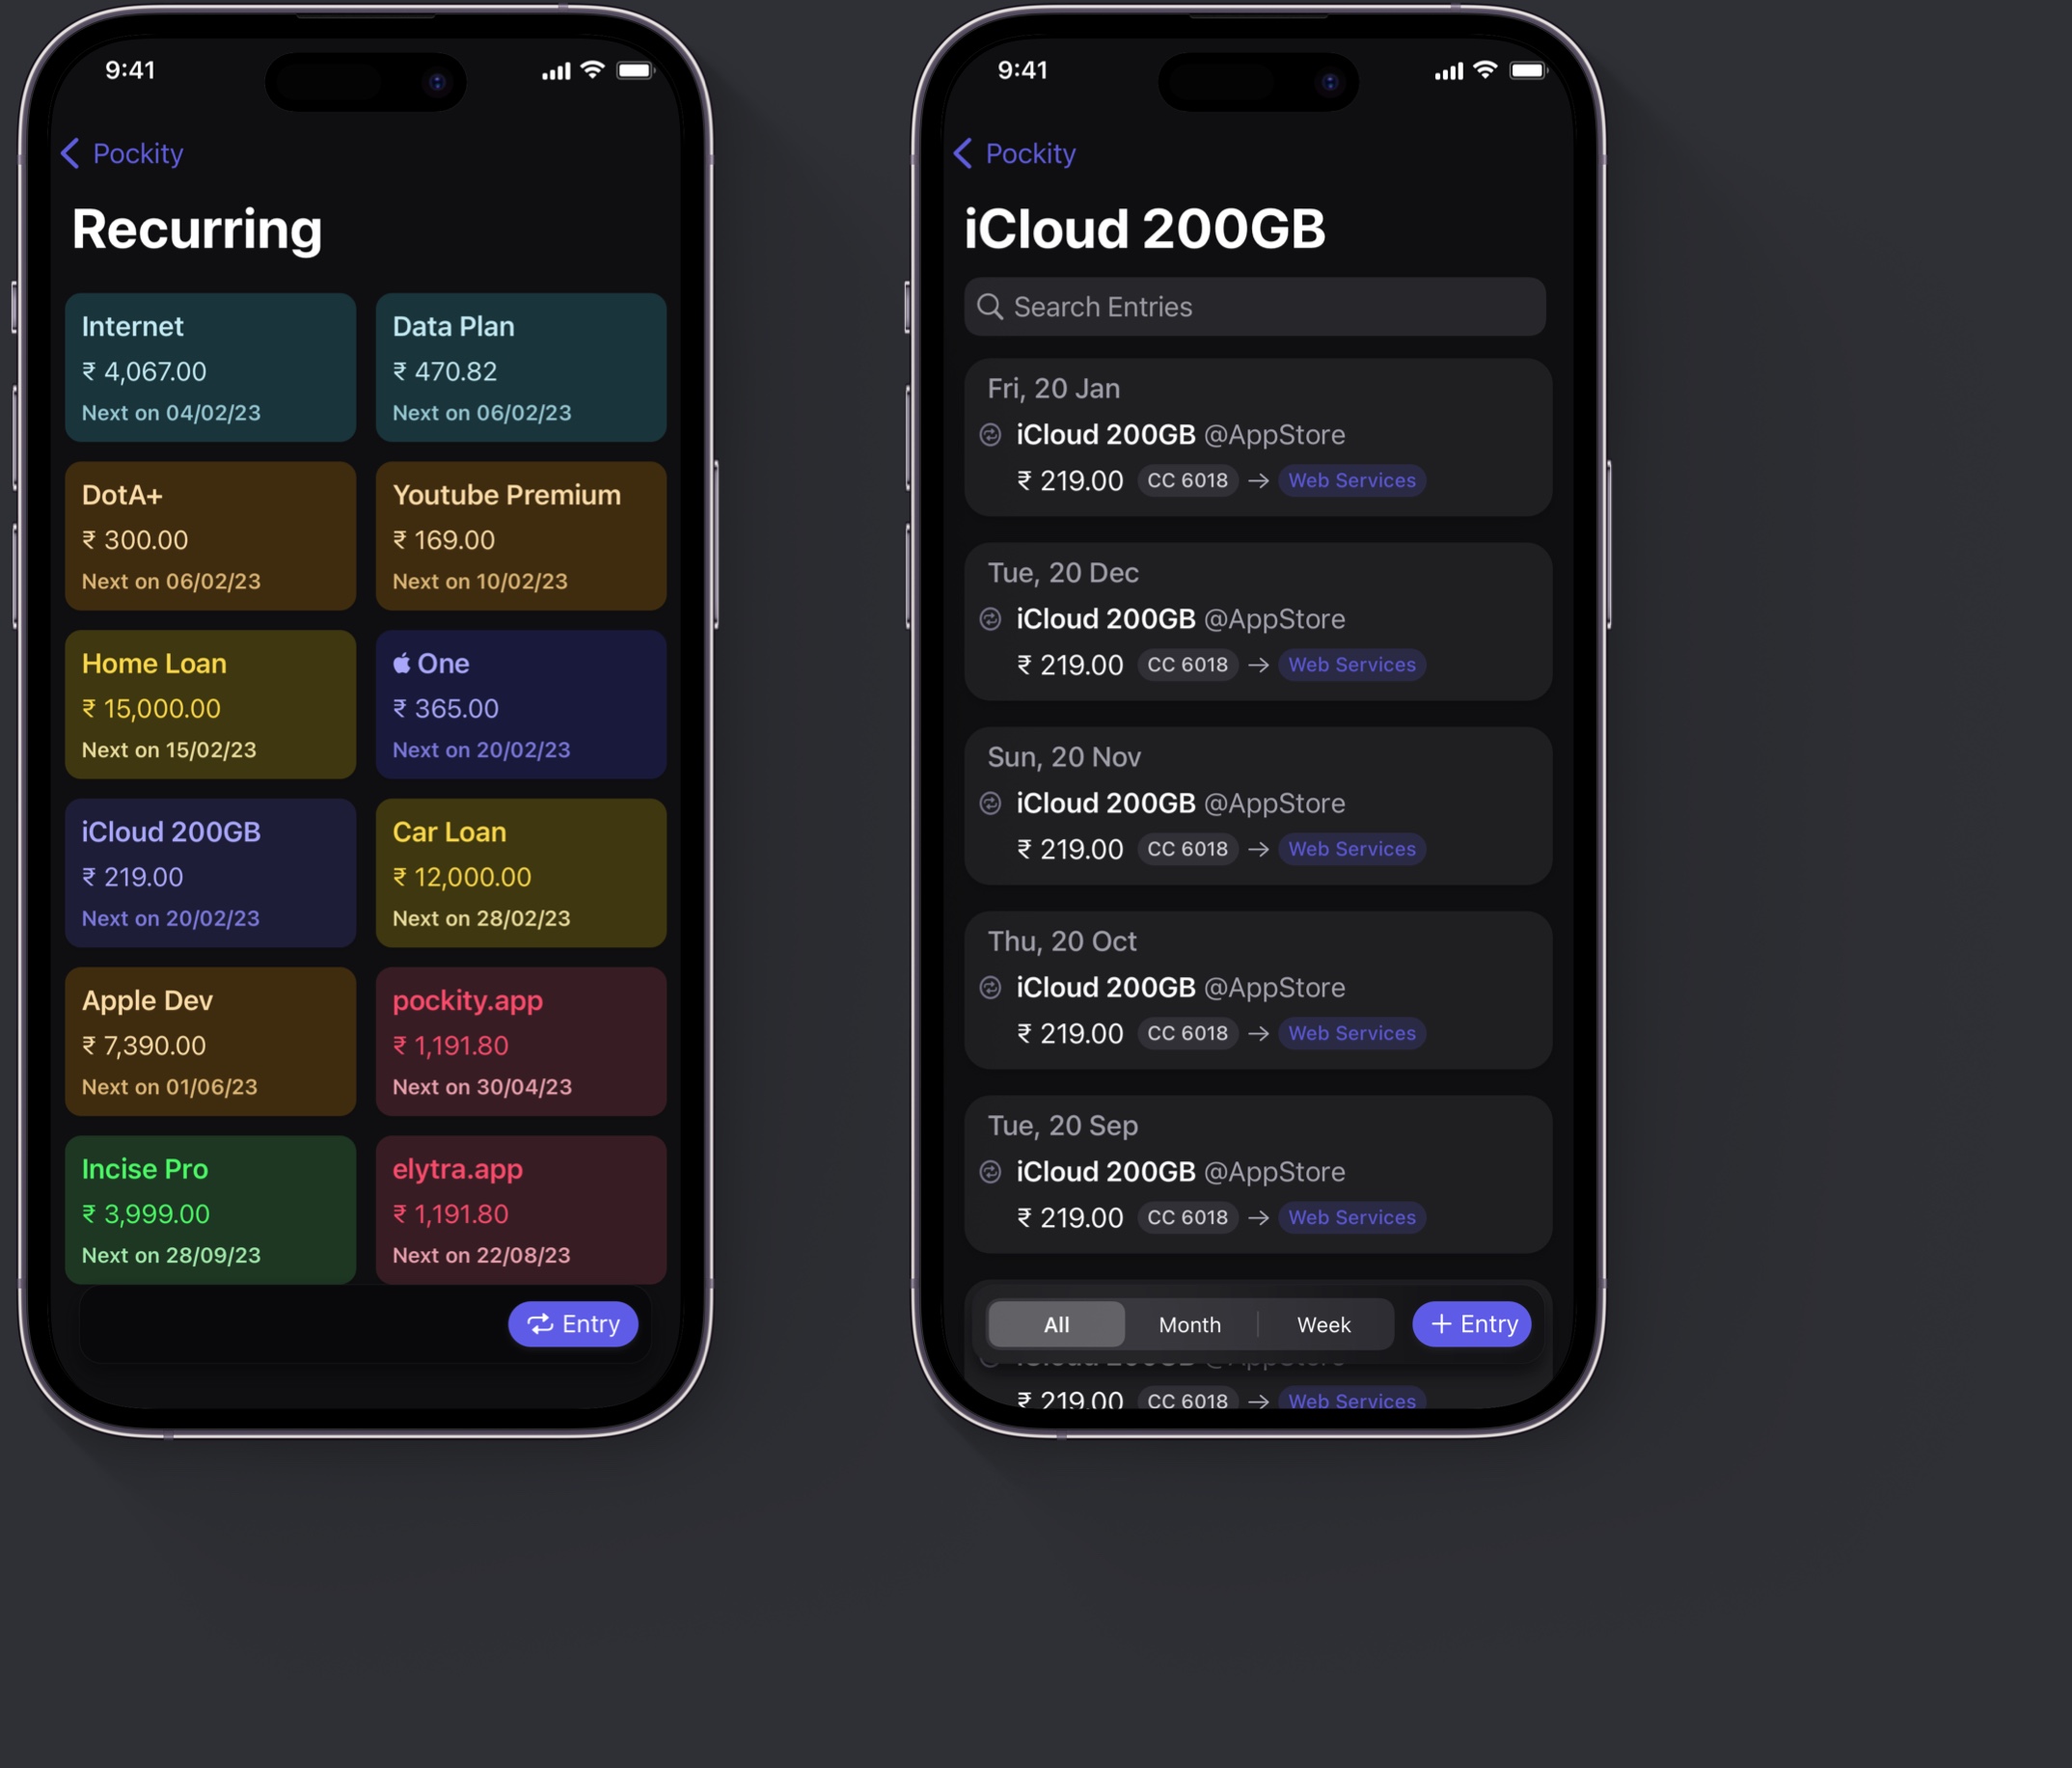 9:41
Pockity
Recurring
Internet
₹ 4,067.00
Next on 04/02/23
Data Plan
₹ 470.82
Next on 06/02/23
DotA+
₹ 300.00
Next on 06/02/23
Youtube Premium
₹ 169.00
Next on 10/02/23
Home Loan
₹ 15,000.00
Next on 15/02/23
One
₹ 365.00
Next on 20/02/23
iCloud 200GB
₹ 219.00
Next on 20/02/23
Car Loan
₹ 12,000.00
Next on 28/02/23
Apple Dev
₹ 7,390.00
Next on 01/06/23
pockity.app
₹ 1,191.80
Next on 30/04/23
Incise Pro
₹ 3,999.00
Next on 28/09/23
elytra.app
₹ 1,191.80
Next on 22/08/23
Entry
9:41
Pockity
iCloud 200GB
Search Entries
Fri, 20 Jan
iCloud 200GB @AppStore
₹ 219.00 CC 6018 → Web Services
Tue, 20 Dec
iCloud 200GB @AppStore
₹ 219.00 CC 6018 → Web Services
Sun, 20 Nov
iCloud 200GB @AppStore
₹ 219.00 CC 6018 → Web Services
Thu, 20 Oct
iCloud 200GB @AppStore
₹ 219.00 CC 6018 → Web Services
Tue, 20 Sep
iCloud 200GB @AppStore
₹ 219.00 CC 6018 → Web Services
All Month Week + Entry
iCloud 200GB @AppStore
₹ 219.00 CC 6018 → Web Services